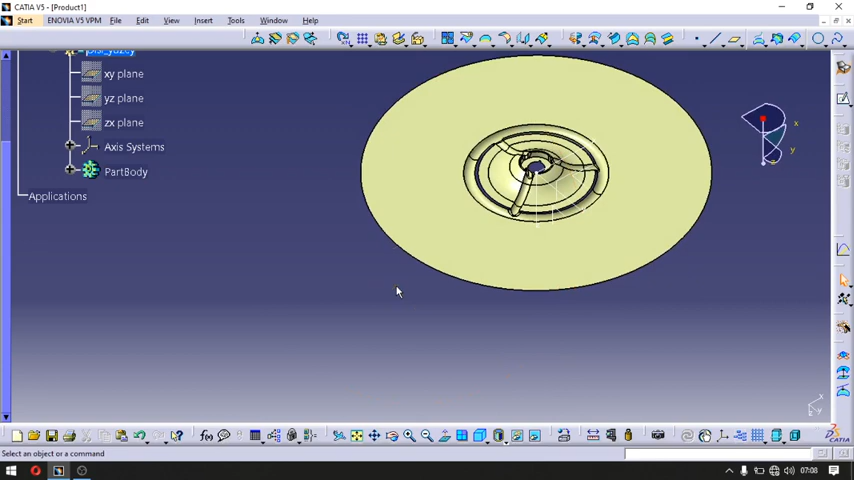 CATIA V5 - [Product1]
Start ENOVIA V5 VPM File Edit View Insert Tools Window Help
xy plane
yz plane
zx plane
Axis Systems
PartBody
Applications
x
y
z
f(x)
CATIA
Select an object or a command
07:08